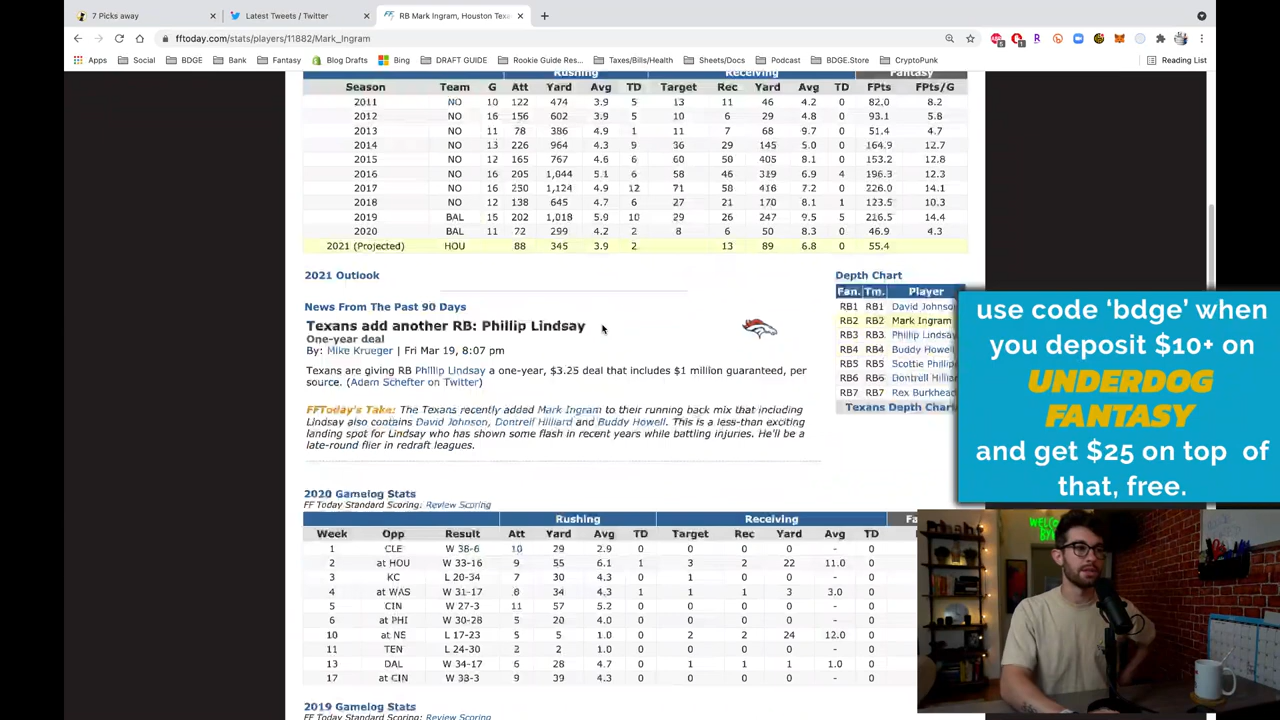 7 Picks away
Latest Tweets / Twitter
RB Mark Ingram, Houston Texa
fftoday.com/stats/players/11882/Mark_Ingram
Apps Social BDGE Bank Fantasy Blog Drafts Bing DRAFT GUIDE Rookie Guide Res... Taxes/Bills/Health Sheets/Docs Podcast BDGE.Store CryptoPunk Reading List
Rushing Receiving Fantasy
Season Team G Att Yard Avg TD Target Rec Yard Avg TD FPts FPts/G
2011 NO 10 122 474 3.9 5 13 11 46 4.2 0 82.0 8.2
2012 NO 16 156 602 3.9 5 10 6 29 4.8 0 93.1 5.8
2013 NO 11 78 386 4.9 1 11 7 68 9.7 0 51.4 4.7
2014 NO 13 226 964 4.3 9 36 29 145 5.0 0 164.9 12.7
2015 NO 12 165 767 4.6 6 60 50 405 8.1 0 153.2 12.8
2016 NO 16 205 1,044 5.1 6 58 46 319 6.9 4 196.3 12.3
2017 NO 16 250 1,124 4.9 12 71 58 416 7.2 0 226.0 14.1
2018 NO 12 138 645 4.7 6 27 21 170 8.1 1 123.5 10.3
2019 BAL 15 202 1,018 5.0 10 29 26 247 9.5 5 216.5 14.4
2020 BAL 11 72 299 4.2 2 8 6 50 8.3 0 46.9 4.3
2021 (Projected) HOU 88 345 3.9 2 13 89 6.8 0 55.4
2021 Outlook
News From The Past 90 Days
Texans add another RB: Phillip Lindsay
One-year deal
By: Mike Krueger | Fri Mar 19, 8:07 pm
Texans are giving RB Phillip Lindsay a one-year, $3.25 deal that includes $1 million guaranteed, per
source. (Adam Schefter on Twitter)
FFToday's Take: The Texans recently added Mark Ingram to their running back mix that including
Lindsay also contains David Johnson, Dontrell Hilliard and Buddy Howell. This is a less-than exciting
landing spot for Lindsay who has shown some flash in recent years while battling injuries. He'll be a
late-round flier in redraft leagues.
Depth Chart
Fan. Tm. Player
RB1 RB1 David Johnson
RB2 RB2 Mark Ingram
RB3 RB3 Phillip Lindsay
RB4 RB4 Buddy Howell
RB5 RB5 Scottie Phillips
RB6 RB6 Dontrell Hillia
RB7 RB7 Rex Burkhead
Texans Depth Chart
2020 Gamelog Stats
FF Today Standard Scoring: Review Scoring
Rushing Receiving Fa
Week Opp Result Att Yard Avg TD Target Rec Yard Avg TD
1 CLE W 38-6 10 29 2.9 0 0 0 0 - 0
2 at HOU W 33-16 9 55 6.1 1 3 2 22 11.0 0
3 KC L 20-34 7 30 4.3 0 1 0 0 - 0
4 at WAS W 31-17 8 34 4.3 1 1 1 3 3.0 0
5 CIN W 27-3 11 57 5.2 0 0 0 0 - 0
6 at PHI W 30-28 5 20 4.0 0 0 0 0 - 0
10 at NE L 17-23 5 5 1.0 0 2 2 24 12.0 0
11 TEN L 24-30 2 2 1.0 0 0 0 0 - 0
13 DAL W 34-17 6 28 4.7 0 1 1 1 1.0 0
17 at CIN W 38-3 9 39 4.3 0 0 0 0 - 0
2019 Gamelog Stats
FF Today Standard Scoring: Review Scoring
use code 'bdge' when
you deposit $10+ on
UNDERDOG
FANTASY
and get $25 on top of
that, free.